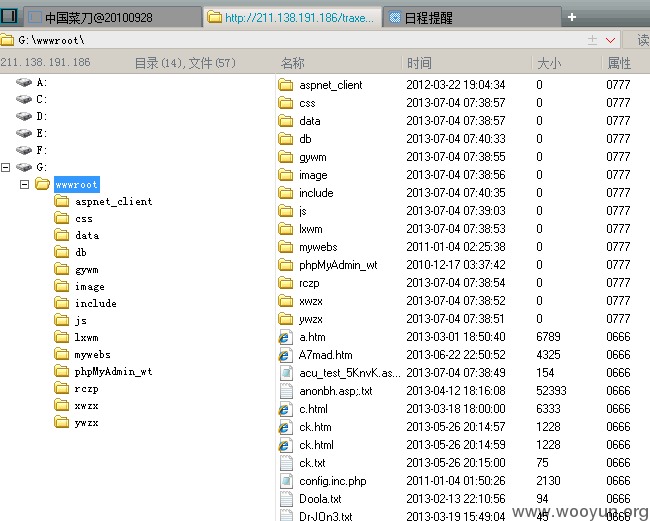 中国菜刀@20100928 http://211.138.191.186/traxe... 日程提醒 +
G:\wwwroot\ 读
211.138.191.186 目录(14),文件(57) 名称 时间 大小 属性
A:
C:
D:
E:
F:
G:
wwwroot
aspnet_client
css
data
db
gywm
image
include
js
lxwm
mywebs
phpMyAdmin_wt
rczp
xwzx
ywzx
aspnet_client 2012-03-22 19:04:34 0 0777
css 2013-07-04 07:38:57 0 0777
data 2013-07-04 07:38:57 0 0777
db 2013-07-04 07:40:33 0 0777
gywm 2013-07-04 07:38:55 0 0777
image 2013-07-04 07:38:56 0 0777
include 2013-07-04 07:40:35 0 0777
js 2013-07-04 07:39:03 0 0777
lxwm 2013-07-04 07:38:53 0 0777
mywebs 2011-01-04 02:25:38 0 0777
phpMyAdmin_wt 2010-12-17 03:37:42 0 0777
rczp 2013-07-04 07:38:54 0 0777
xwzx 2013-07-04 07:38:52 0 0777
ywzx 2013-07-04 07:38:51 0 0777
a.htm 2013-03-01 18:50:40 6789 0666
A7mad.htm 2013-06-22 22:50:52 4325 0666
acu_test_5KnvK.as... 2013-07-04 07:38:49 154 0666
anonbh.asp;.txt 2013-04-12 18:16:08 52393 0666
c.html 2013-03-18 18:00:00 6333 0666
ck.htm 2013-05-26 20:14:57 1228 0666
ck.html 2013-05-26 20:14:59 1228 0666
ck.txt 2013-05-26 20:15:00 75 0666
config.inc.php 2011-01-04 01:50:26 2130 0666
Doola.txt 2013-02-13 22:10:56 94 0666
Dr-JOn3.txt 2013-03-19 15:49:04 45 0666
www.wooyun.org